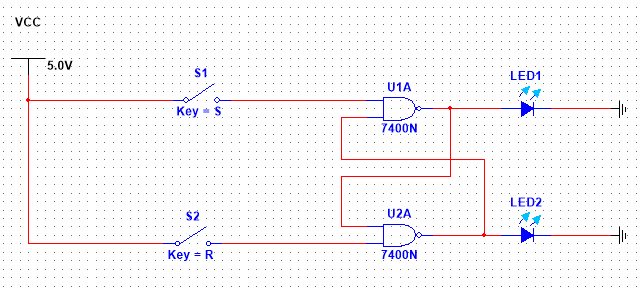 VCC
5.0V
S1
Key = S
U1A
7400N
LED1
S2
Key = R
U2A
7400N
LED2